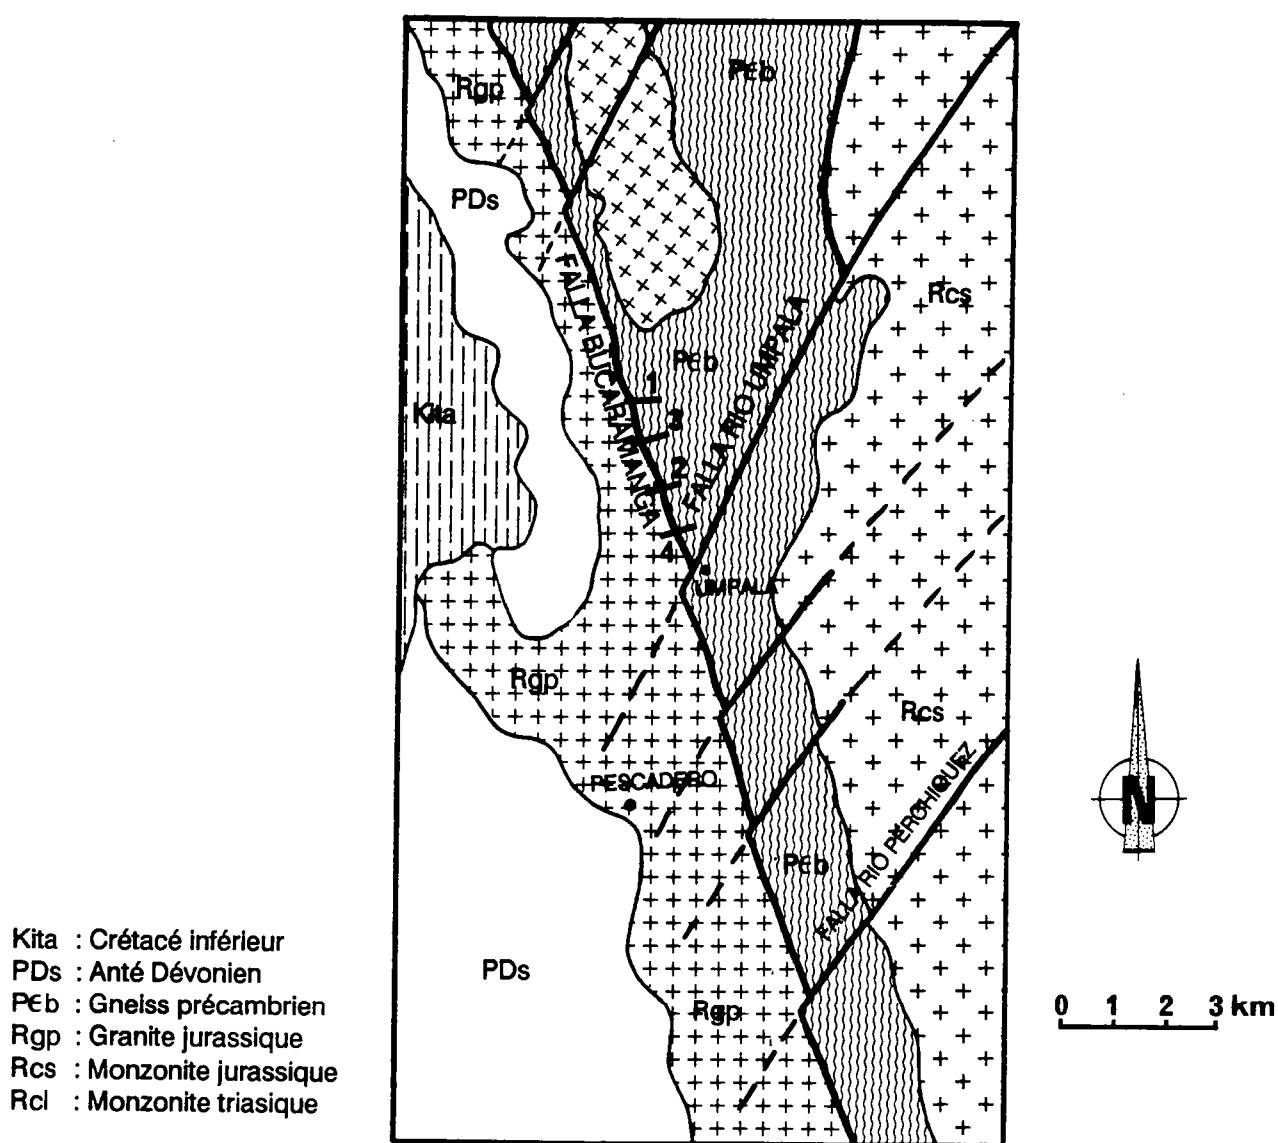 PЄb
Rgp
PDs
FALLA BUCARAMANGA
Rcs
FALLA RIO UMPALA
PЄb
1
Kita
3
2
4
UMPALA
Rgp
Rcs
PESCADERO
FALLA RIO PERCHIQUEZ
N
PЄb
PDs
Rgp
Kita : Crétacé inférieur
PDs : Anté Dévonien
PЄb : Gneiss précambrien
Rgp : Granite jurassique
Rcs : Monzonite jurassique
Rcl : Monzonite triasique
0 1 2 3 km